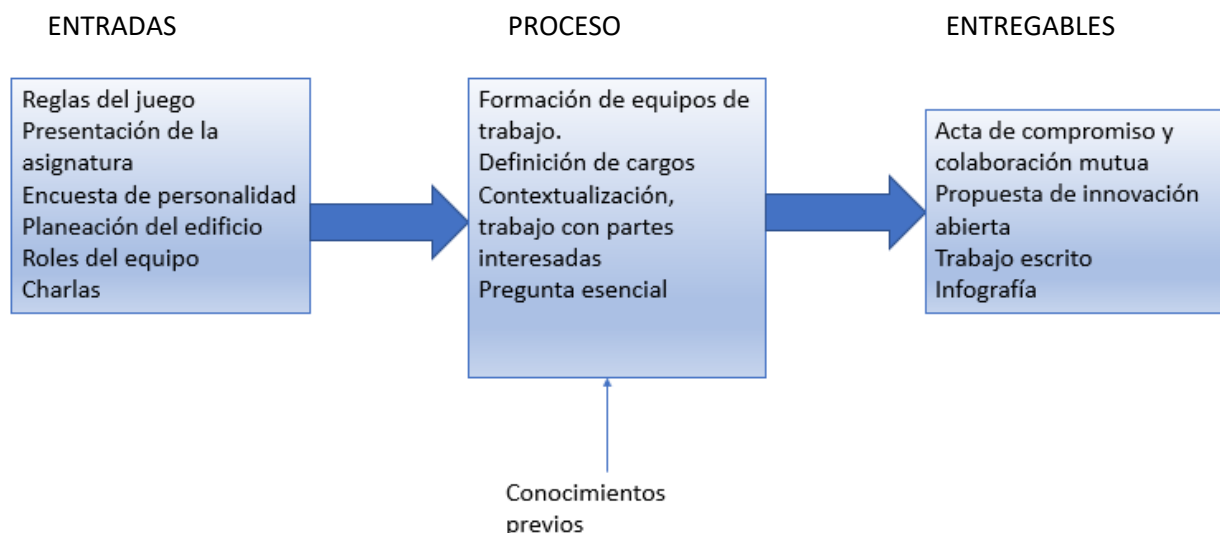 ENTRADAS
PROCESO
ENTREGABLES
Reglas del juego
Presentación de la
asignatura
Encuesta de personalidad
Planeación del edificio
Roles del equipo
Charlas
Formación de equipos de
trabajo.
Definición de cargos
Contextualización,
trabajo con partes
interesadas
Pregunta esencial
Acta de compromiso y
colaboración mutua
Propuesta de innovación
abierta
Trabajo escrito
Infografía
Conocimientos
previos